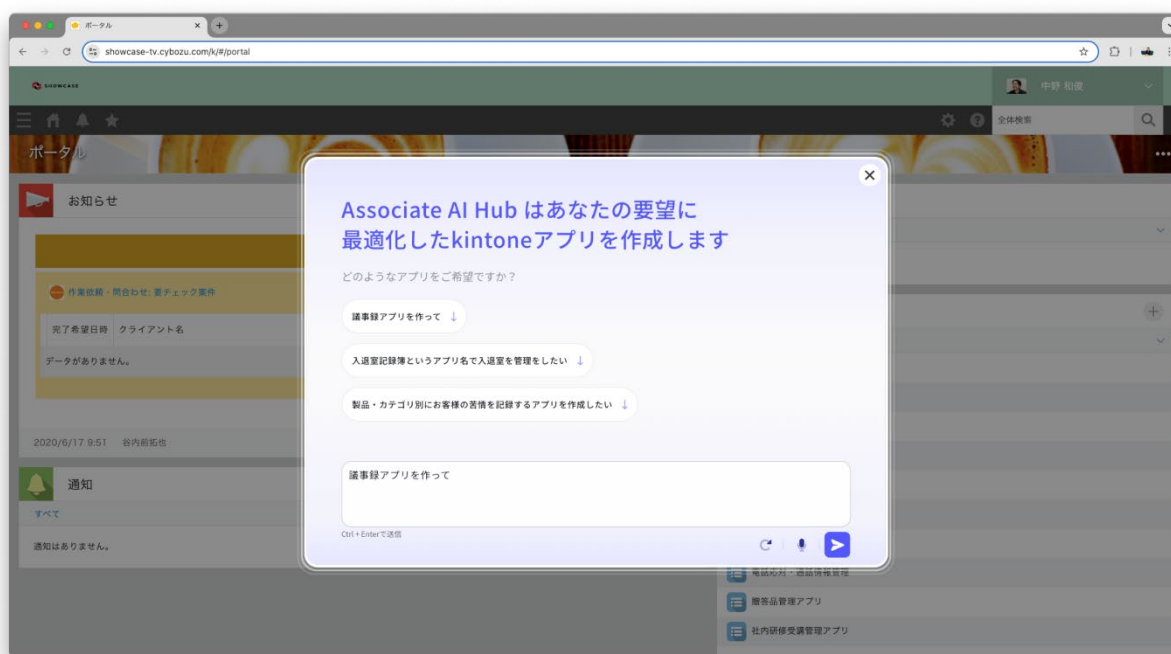 ポータル
showcase-tv.cybozu.com/k/#/portal
SHOWCASE
中野 和俊
全体検索
ポータル
お知らせ
作業依頼・問合わせ: 要チェック案件
完了希望日時 クライアント名
データがありません。
2020/6/17 9:51 谷内前拓也
通知
すべて
通知はありません。
Associate AI Hub はあなたの要望に
最適化したkintoneアプリを作成します
どのようなアプリをご希望ですか？
議事録アプリを作って ↓
入退室記録簿というアプリ名で入退室を管理をしたい ↓
製品・カテゴリ別にお客様の苦情を記録するアプリを作成したい ↓
議事録アプリを作って
Ctrl + Enterで送信
電話応対・通話情報管理
贈答品管理アプリ
社内研修受講管理アプリ